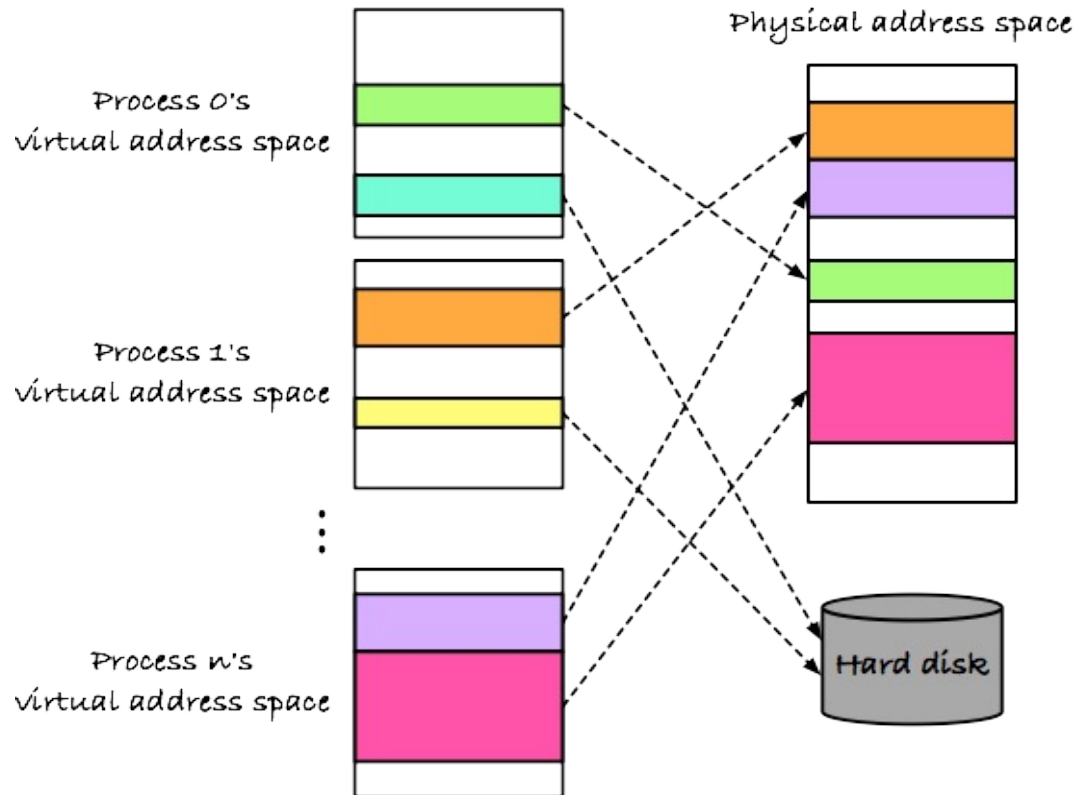 Physical address space
Process 0's
virtual address space
Process 1's
virtual address space
⋮
Process n's
virtual address space
Hard disk